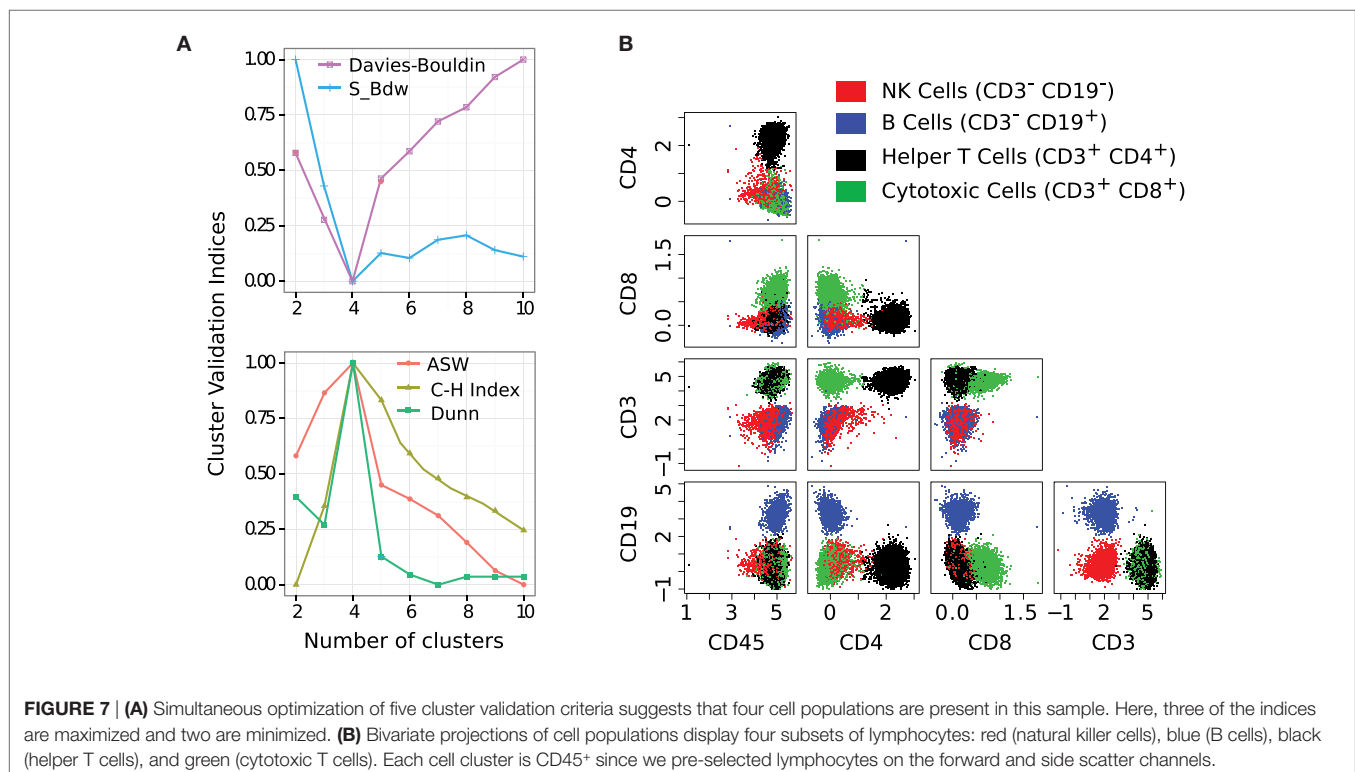 A
Cluster Validation Indices
1.00
0.75
0.50
0.25
0.00
Davies-Bouldin
S_Bdw
2 4 6 8 10
1.00
0.75
0.50
0.25
0.00
ASW
C-H Index
Dunn
2 4 6 8 10
Number of clusters
B
NK Cells (CD3⁻ CD19⁻)
B Cells (CD3⁻ CD19⁺)
Helper T Cells (CD3⁺ CD4⁺)
Cytotoxic Cells (CD3⁺ CD8⁺)
CD4
2
0
CD8
1.5
0.0
CD3
5
2
−1
CD19
5
2
−1
1 3 5
0 2
0.0 1.5
−1 2 5
CD45
CD4
CD8
CD3
FIGURE 7 | (A) Simultaneous optimization of five cluster validation criteria suggests that four cell populations are present in this sample. Here, three of the indices
are maximized and two are minimized. (B) Bivariate projections of cell populations display four subsets of lymphocytes: red (natural killer cells), blue (B cells), black
(helper T cells), and green (cytotoxic T cells). Each cell cluster is CD45⁺ since we pre-selected lymphocytes on the forward and side scatter channels.